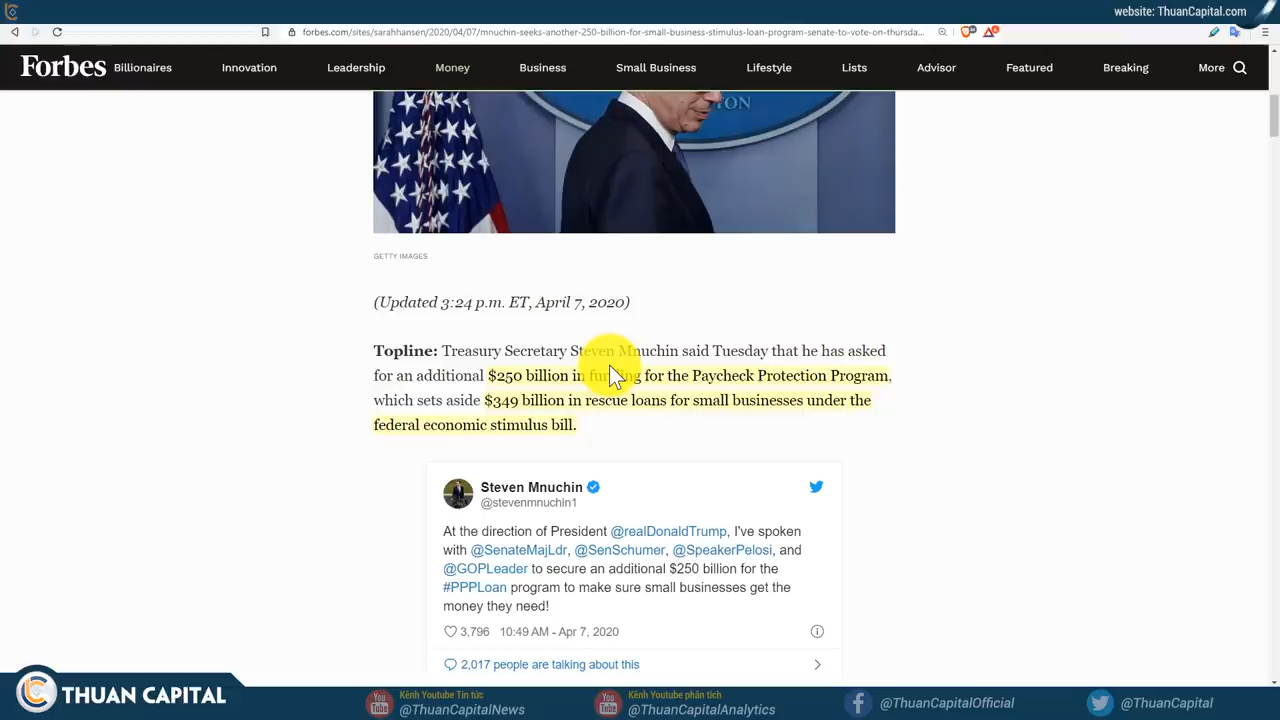 website: ThuanCapital.com
forbes.com/sites/sarahhansen/2020/04/07/mnuchin-seeks-another-250-billion-for-small-business-stimulus-loan-program-senate-to-vote-on-thursda...
Forbes Billionaires Innovation Leadership Money Business Small Business Lifestyle Lists Advisor Featured Breaking More
TON
GETTY IMAGES
(Updated 3:24 p.m. ET, April 7, 2020)
Topline: Treasury Secretary Steven Mnuchin said Tuesday that he has asked
for an additional $250 billion in funding for the Paycheck Protection Program,
which sets aside $349 billion in rescue loans for small businesses under the
federal economic stimulus bill.
Steven Mnuchin
@stevenmnuchin1
At the direction of President @realDonaldTrump, I've spoken
with @SenateMajLdr, @SenSchumer, @SpeakerPelosi, and
@GOPLeader to secure an additional $250 billion for the
#PPPLoan program to make sure small businesses get the
money they need!
3,796 10:49 AM - Apr 7, 2020
2,017 people are talking about this
THUAN CAPITAL
You Tube Kênh Youtube Tin tức
@ThuanCapitalNews
You Tube Kênh Youtube phân tích
@ThuanCapitalAnalytics
@ThuanCapitalOfficial
@ThuanCapital